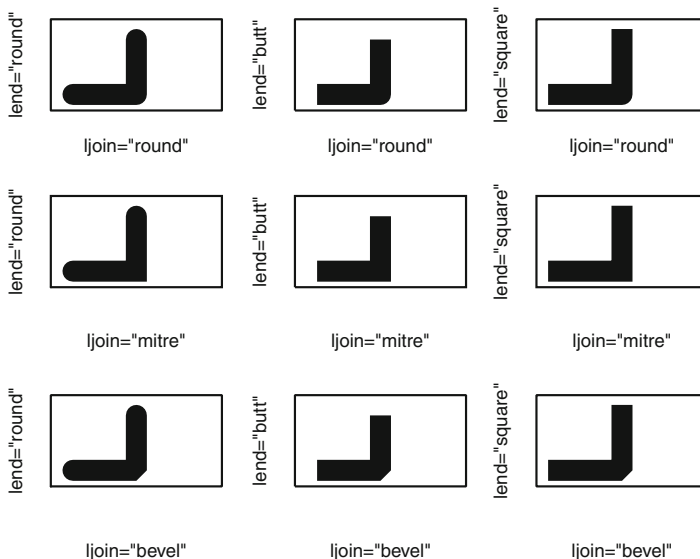 lend="round"
lend="butt"
lend="square"
ljoin="round"
ljoin="round"
ljoin="round"
lend="round"
lend="butt"
lend="square"
ljoin="mitre"
ljoin="mitre"
ljoin="mitre"
lend="round"
lend="butt"
lend="square"
ljoin="bevel"
ljoin="bevel"
ljoin="bevel"